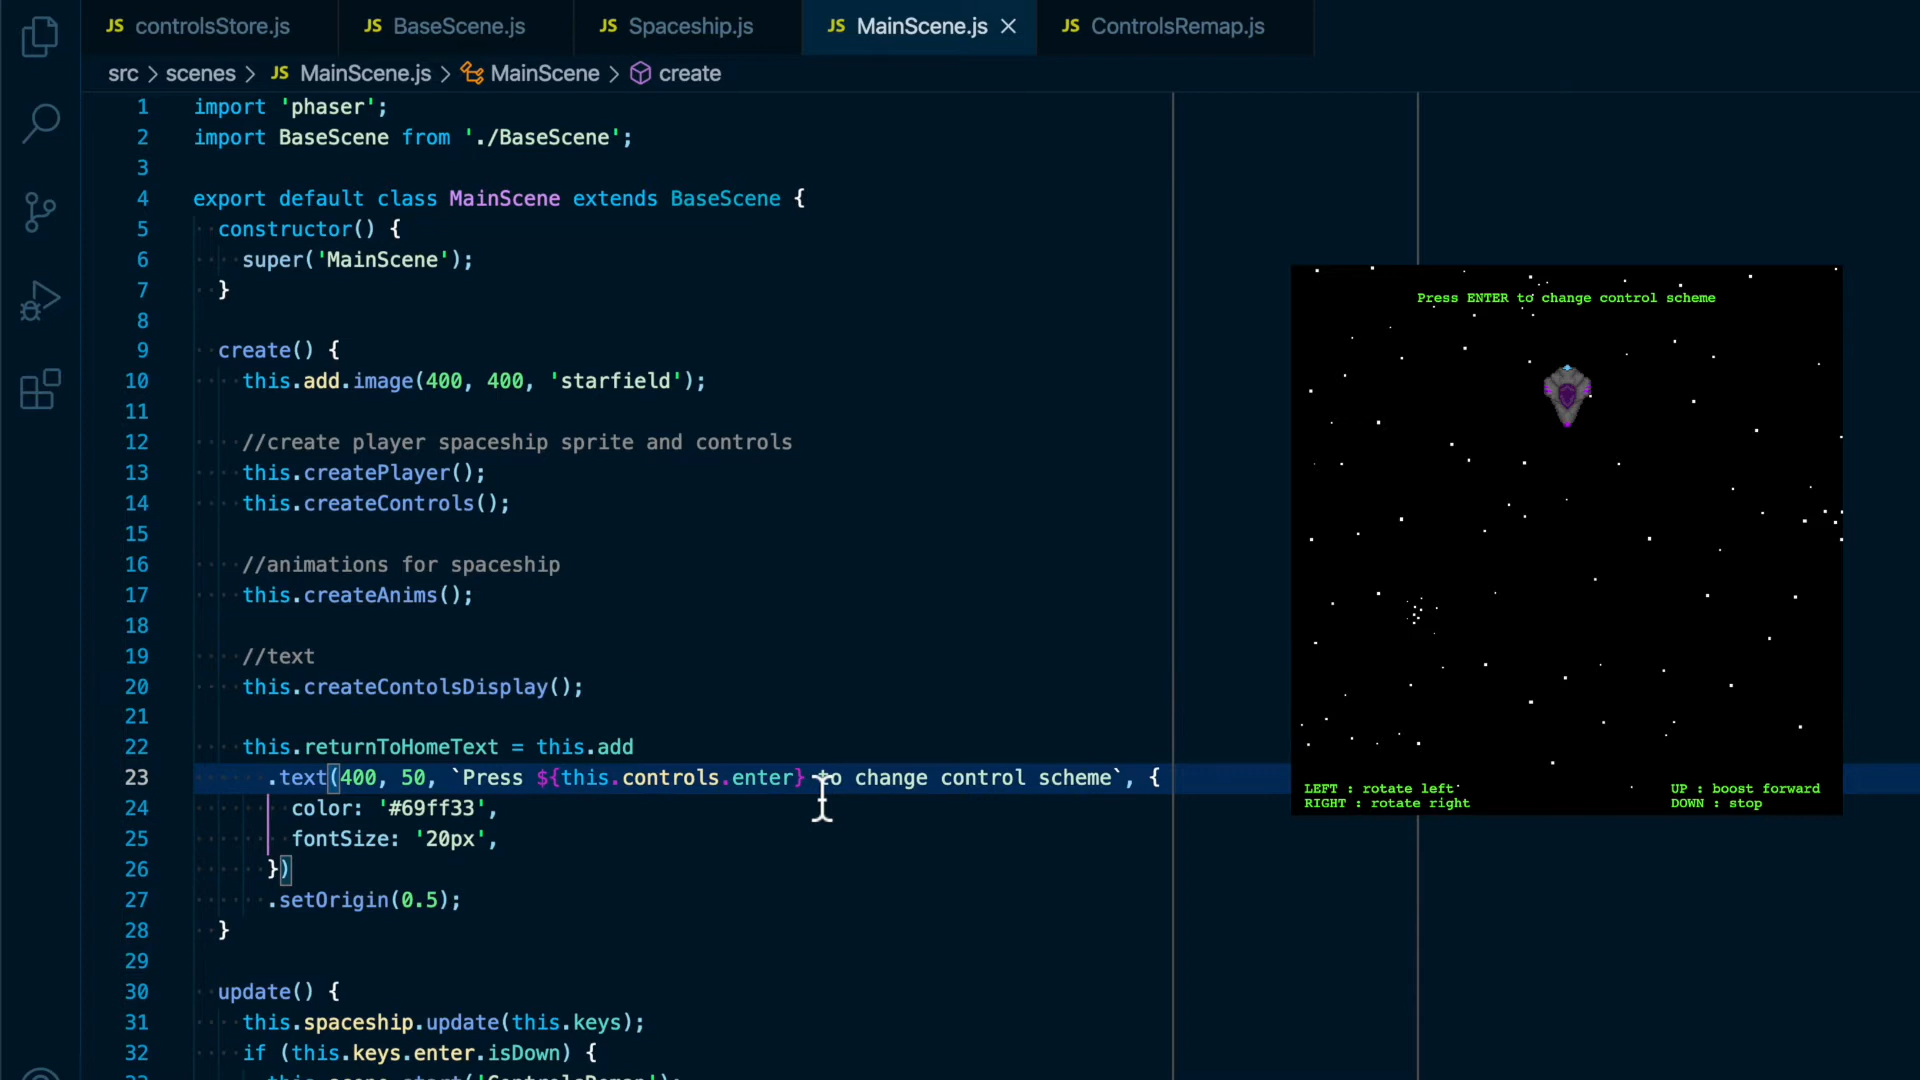 JS controlsStore.js JS BaseScene.js JS Spaceship.js JS MainScene.js JS ControlsRemap.js
src > scenes > JS MainScene.js > MainScene > create
1 import 'phaser';
2 import BaseScene from './BaseScene';
3
4 export default class MainScene extends BaseScene {
5 constructor() {
6 super('MainScene');
7 }
8
9 create() {
10 this.add.image(400, 400, 'starfield');
11
12 //create player spaceship sprite and controls
13 this.createPlayer();
14 this.createControls();
15
16 //animations for spaceship
17 this.createAnims();
18
19 //text
20 this.createContolsDisplay();
21
22 this.returnToHomeText = this.add
23 .text(400, 50, `Press ${this.controls.enter} to change control scheme`, {
24 color: '#69ff33',
25 fontSize: '20px',
26 })
27 .setOrigin(0.5);
28 }
29
30 update() {
31 this.spaceship.update(this.keys);
32 if (this.keys.enter.isDown) {
Press ENTER to change control scheme
LEFT : rotate left
RIGHT : rotate right
UP : boost forward
DOWN : stop